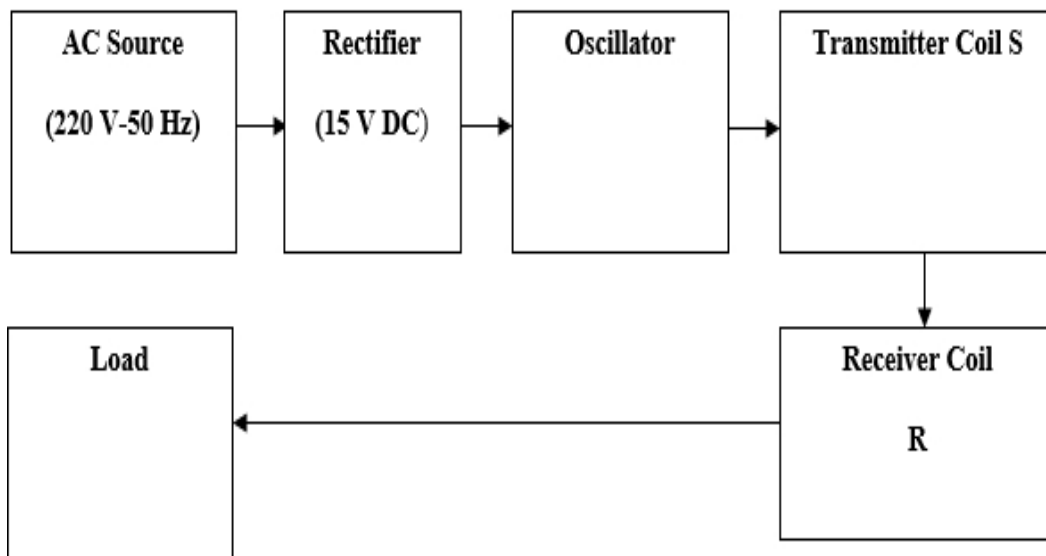 AC Source
(220 V-50 Hz)
Rectifier
(15 V DC)
Oscillator
Transmitter Coil S
Load
Receiver Coil
R